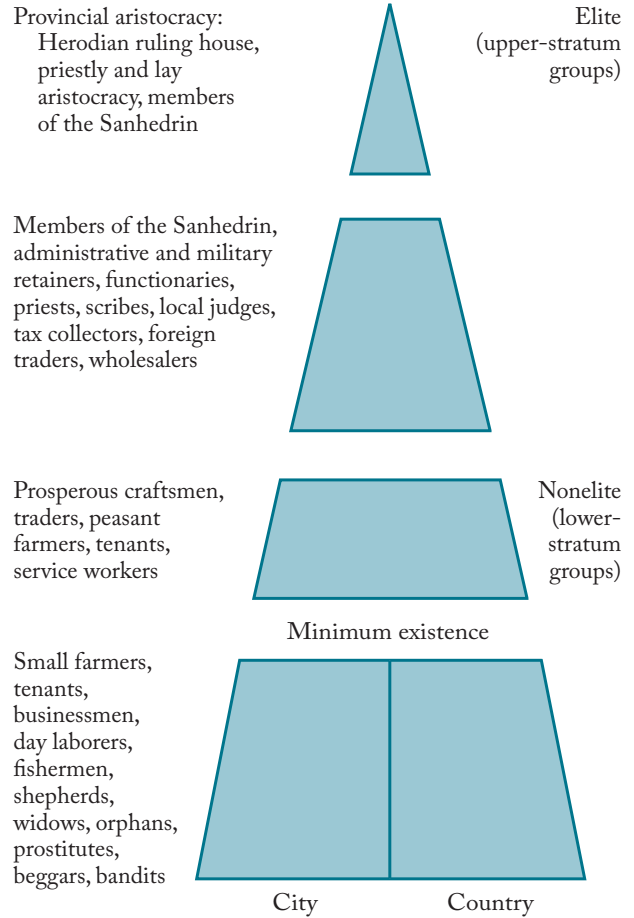 Provincial aristocracy:
Herodian ruling house,
priestly and lay
aristocracy, members
of the Sanhedrin
Elite
(upper-stratum
groups)
Members of the Sanhedrin,
administrative and military
retainers, functionaries,
priests, scribes, local judges,
tax collectors, foreign
traders, wholesalers
Prosperous craftsmen,
traders, peasant
farmers, tenants,
service workers
Nonelite
(lower-
stratum
groups)
Minimum existence
Small farmers,
tenants,
businessmen,
day laborers,
fishermen,
shepherds,
widows, orphans,
prostitutes,
beggars, bandits
City
Country